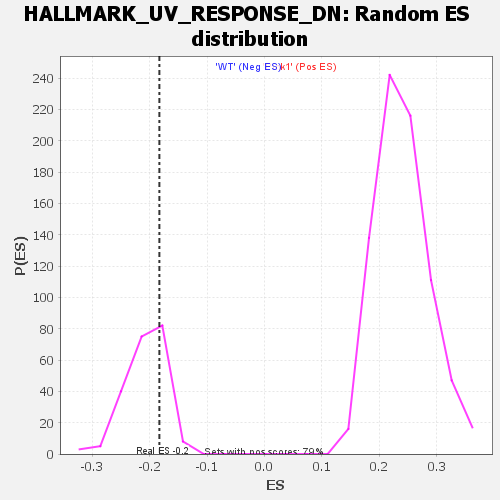 HALLMARK_UV_RESPONSE_DN: Random ES
distribution
'WT' (Neg ES)
1' (Pos ES)
240
220
200
180
160
140
120
100
80
60
40
20
0
P(ES)
Real ES -0.2
Sets with pos scores: 79%
-0.3
-0.2
-0.1
0.0
0.1
0.2
0.3
ES